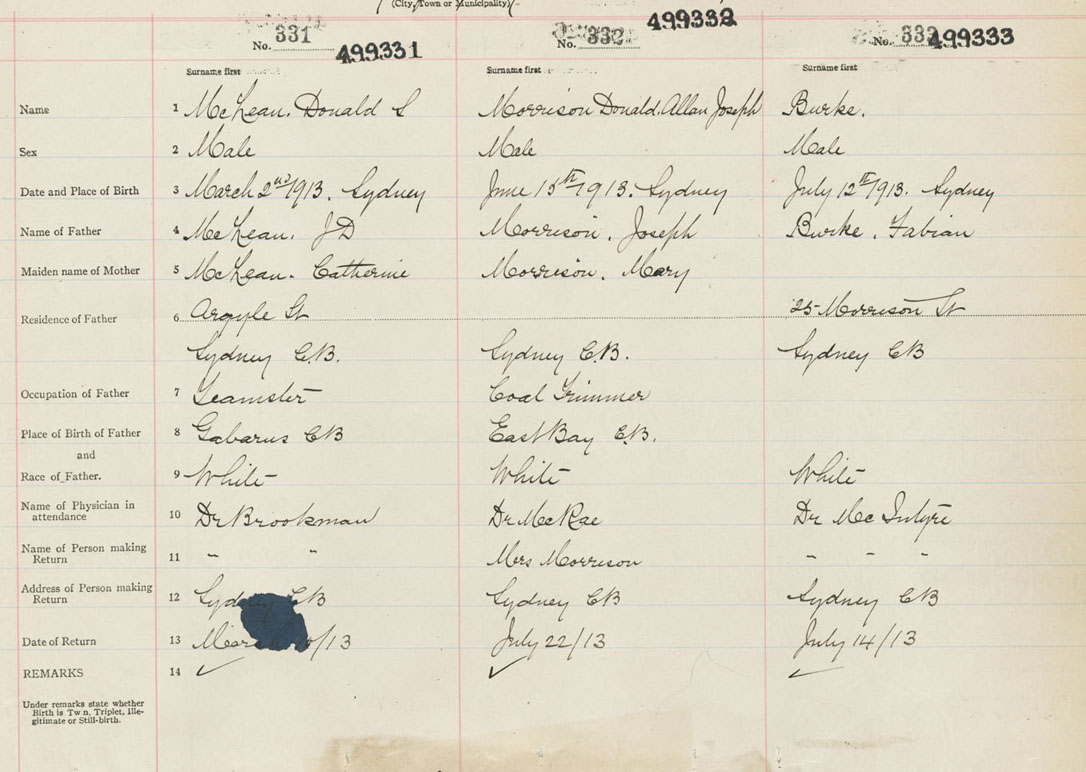 (City, Town or Municipality)
No. 331 499331 No. 332 499332 No. 333 499333
Surname first Surname first Surname first
Name 1 McLean. Donald S Morrison Donald. Allan Joseph Burke.
Sex 2 Male Male Male
Date and Place of Birth 3 March 2nd 1913. Sydney June 15th 1913. Sydney July 12th 1913. Sydney
Name of Father 4 McLean. J D Morrison. Joseph Burke. Fabian
Maiden name of Mother 5 McLean. Catherine Morrison. Mary
Residence of Father 6 Argyle St 25 Morrison St
Sydney C.B. Sydney C.B. Sydney CB
Occupation of Father 7 Teamster Coal Trimmer
Place of Birth of Father 8 Gabarus CB East Bay C.B.
and
Race of Father. 9 White White White
Name of Physician in attendance 10 Dr Brookman Dr McRae Dr McIntyre
Name of Person making Return 11 " " Mrs Morrison " " "
Address of Person making Return 12 Sydney CB Sydney CB Sydney CB
Date of Return 13 /13 July 22/13 July 14/13
REMARKS 14 ✓ ✓ ✓
Under remarks state whether
Birth is Twin, Triplet, Ille-
gitimate or Still-birth.